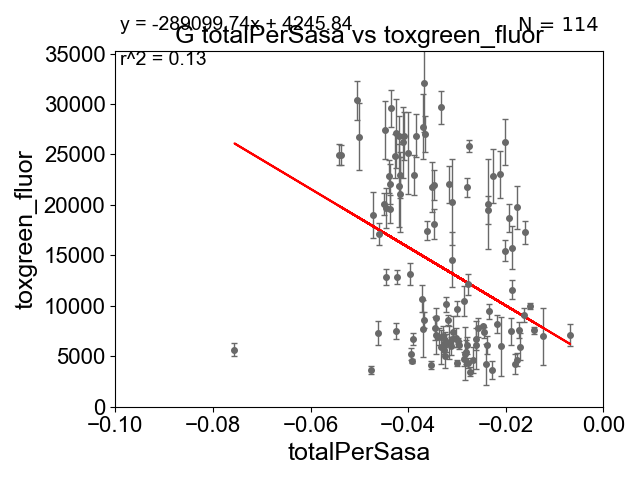 y = -289099.74x + 4245.84
N = 114
G totalPerSasa vs toxgreen_fluor
r^2 = 0.13
35000
30000
25000
20000
15000
10000
5000
0
toxgreen_fluor
−0.10 −0.08 −0.06 −0.04 −0.02 0.00
totalPerSasa